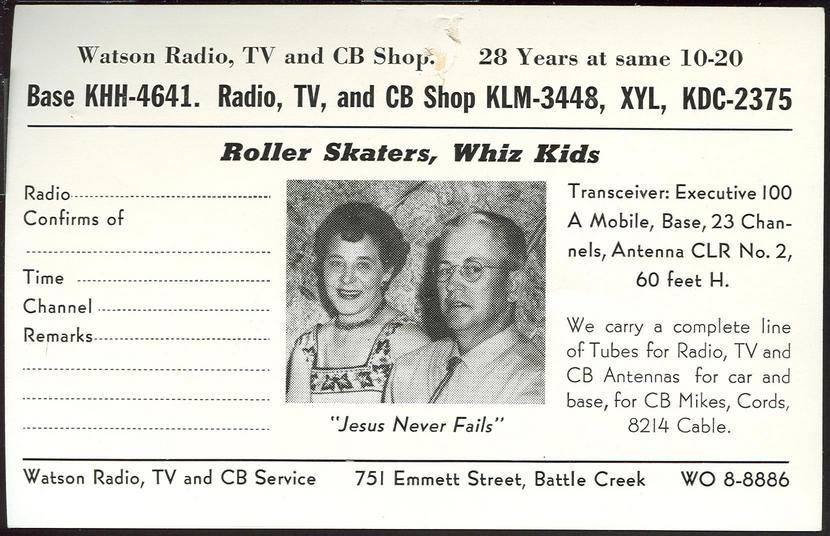 Watson Radio, TV and CB Shop. 28 Years at same 10-20
Base KHH-4641. Radio, TV, and CB Shop KLM-3448, XYL, KDC-2375
Roller Skaters, Whiz Kids
Radio
Confirms of
Time
Channel
Remarks
"Jesus Never Fails"
Transceiver: Executive 100
A Mobile, Base, 23 Chan-
nels, Antenna CLR No. 2,
60 feet H.
We carry a complete line
of Tubes for Radio, TV and
CB Antennas for car and
base, for CB Mikes, Cords,
8214 Cable.
Watson Radio, TV and CB Service 751 Emmett Street, Battle Creek WO 8-8886